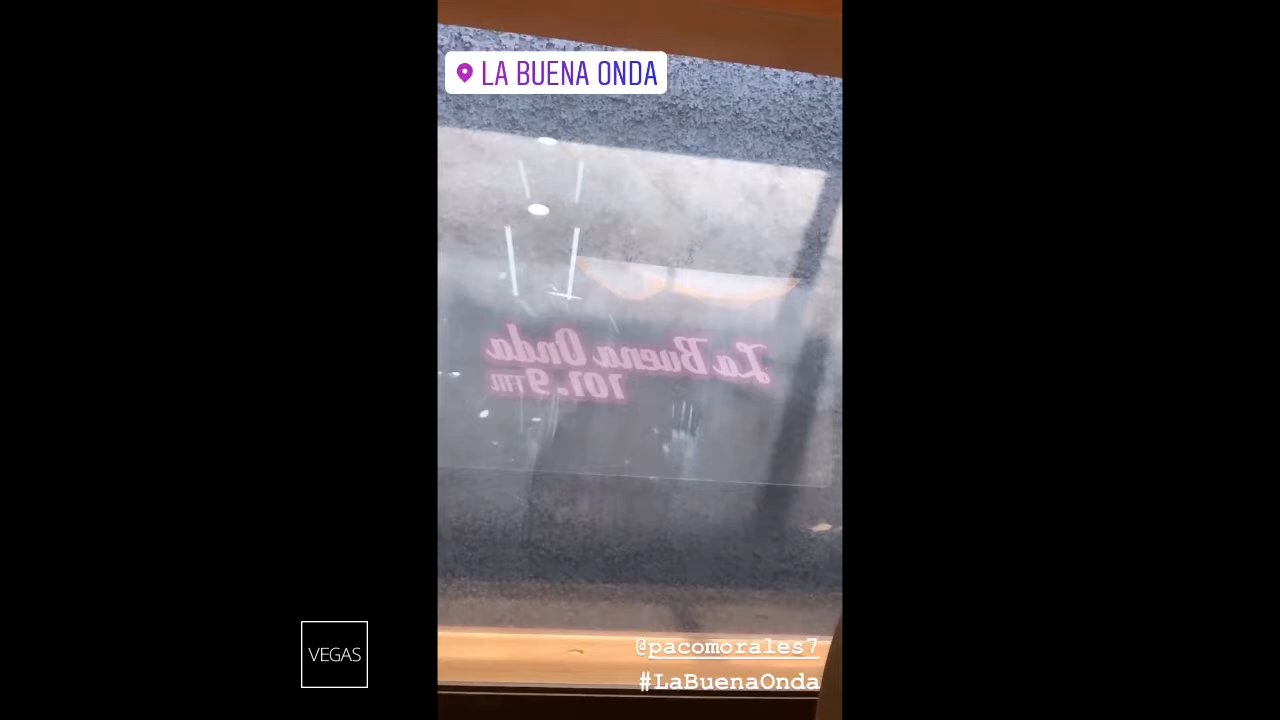 LA BUENA ONDA
La Buena Onda
101.9 FM
@pacomorales7
#LaBuenaOnda
VEGAS